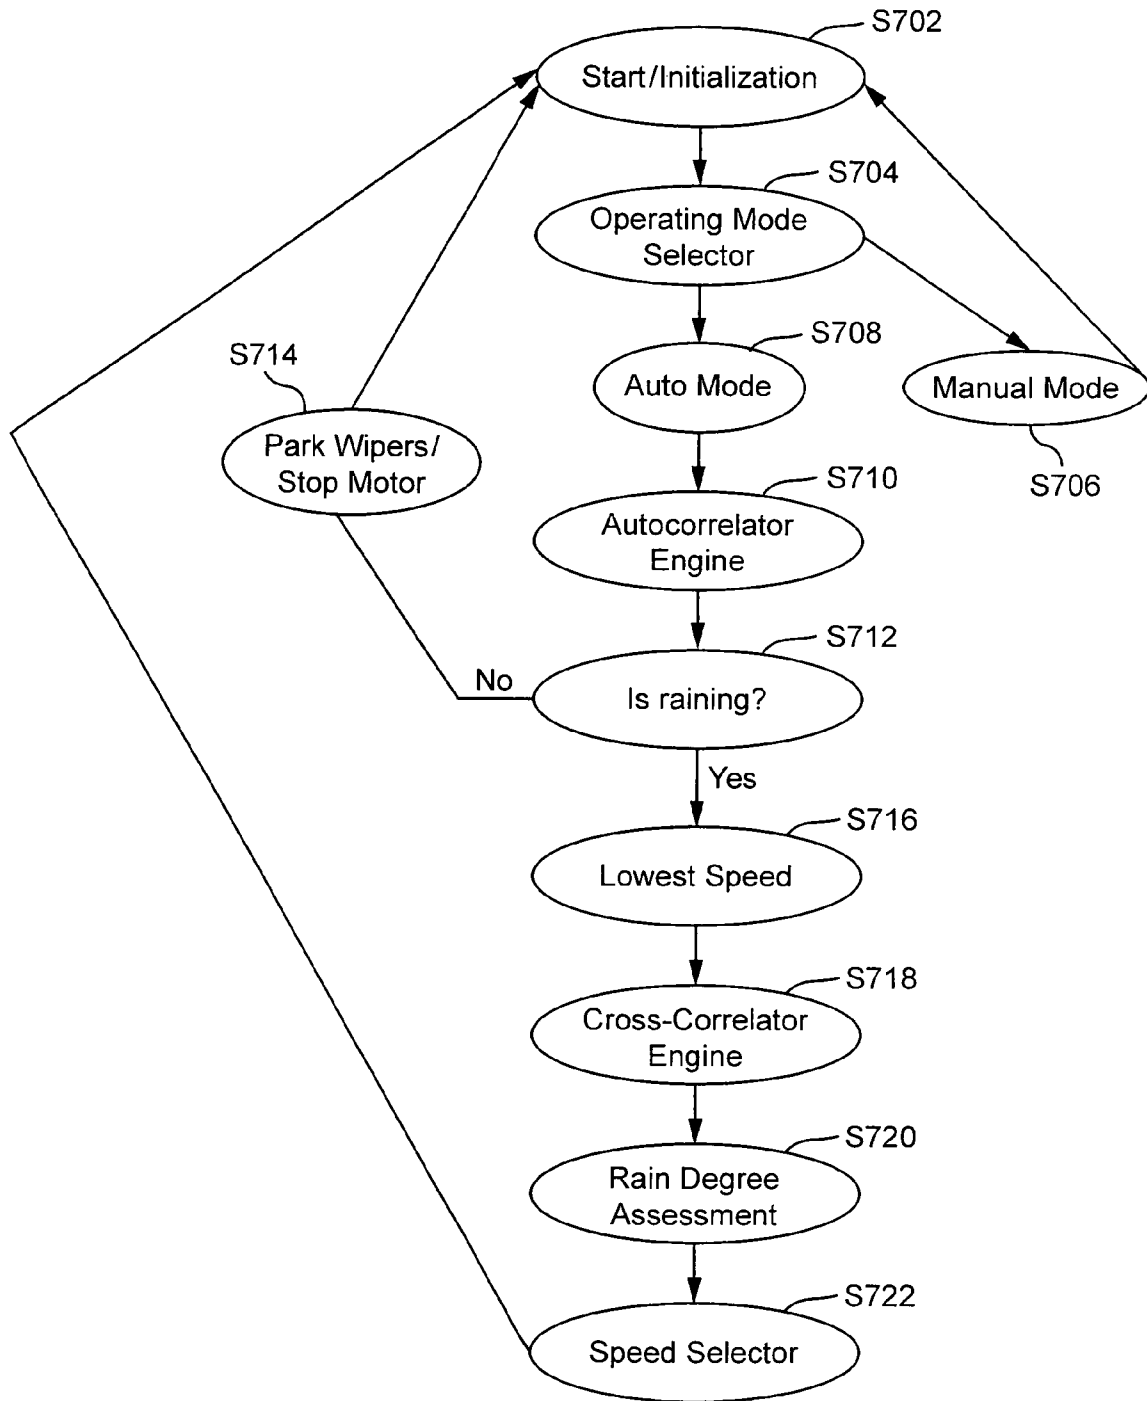 S702
Start/Initialization
S704
Operating Mode
Selector
S708
Auto Mode
Manual Mode
S706
S714
Park Wipers/
Stop Motor
S710
Autocorrelator
Engine
S712
Is raining?
No
Yes
S716
Lowest Speed
S718
Cross-Correlator
Engine
S720
Rain Degree
Assessment
S722
Speed Selector